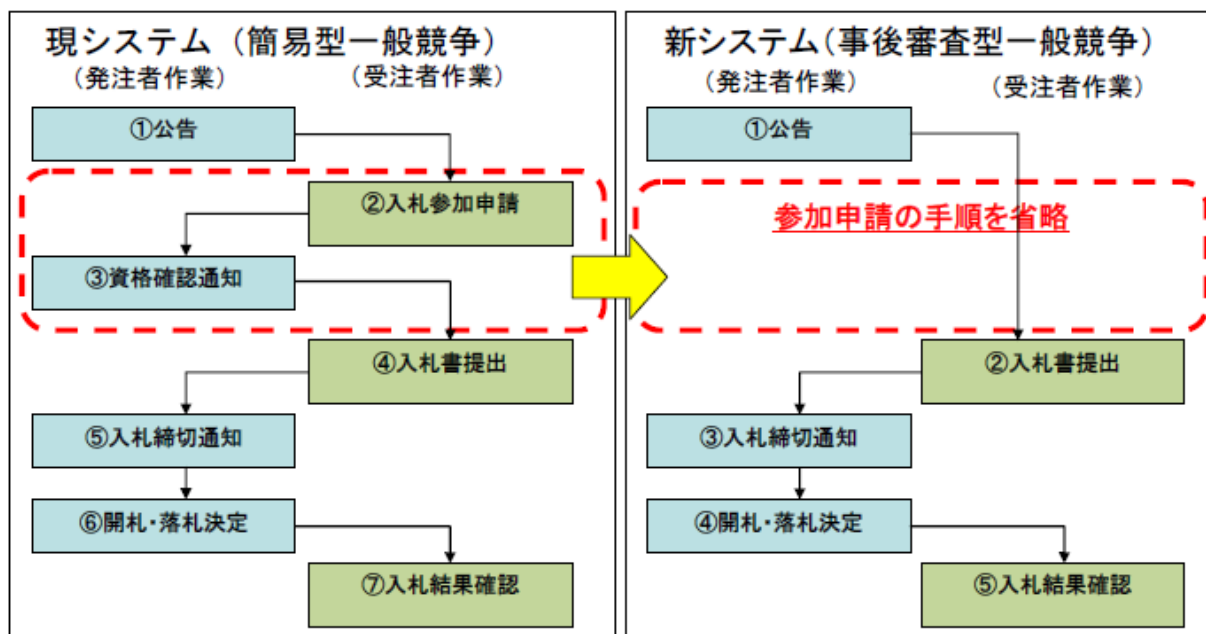 現システム（簡易型一般競争）
（発注者作業）
（受注者作業）
①公告
②入札参加申請
③資格確認通知
④入札書提出
⑤入札締切通知
⑥開札・落札決定
⑦入札結果確認
新システム（事後審査型一般競争）
（発注者作業）
（受注者作業）
①公告
参加申請の手順を省略
②入札書提出
③入札締切通知
④開札・落札決定
⑤入札結果確認